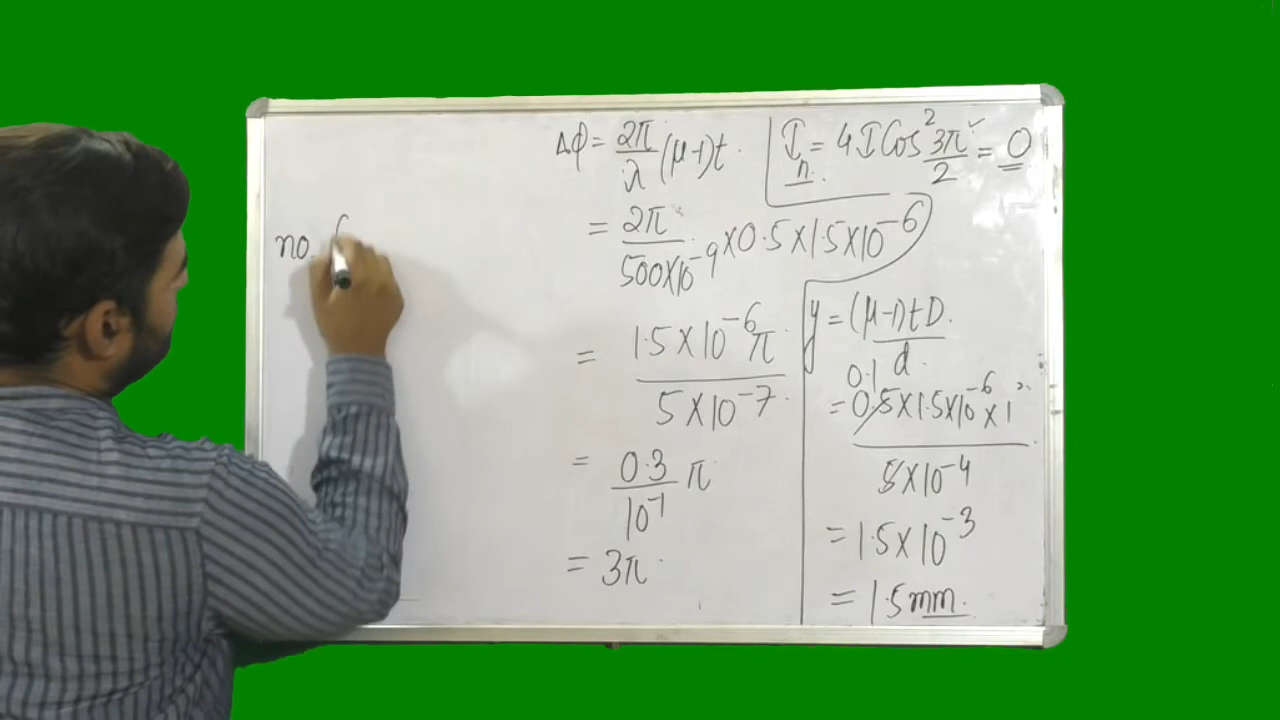 no.
Δφ = 2π/λ (μ-1)t.
= 2π/500×10^-9 ×0.5×1.5×10^-6
= 1.5×10^-6 π/5×10^-7
= 0.3/10^-1 π
= 3π
I_n = 4I Cos² 3π/2 = 0
y = (μ-1)tD/d
0.1
= 0.5×1.5×10^-6×1/5×10^-4
= 1.5×10^-3
= 1.5mm.